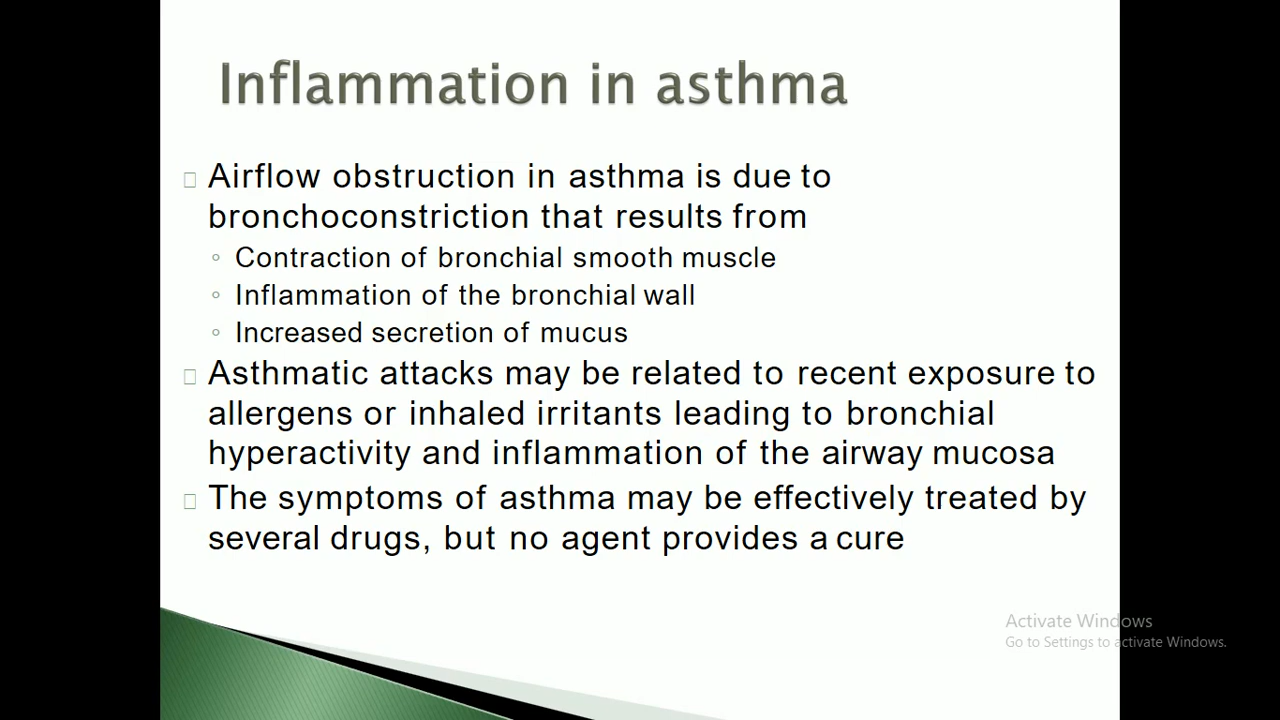 Inflammation in asthma
Airflow obstruction in asthma is due to
bronchoconstriction that results from
◦ Contraction of bronchial smooth muscle
◦ Inflammation of the bronchial wall
◦ Increased secretion of mucus
Asthmatic attacks may be related to recent exposure to
allergens or inhaled irritants leading to bronchial
hyperactivity and inflammation of the airway mucosa
The symptoms of asthma may be effectively treated by
several drugs, but no agent provides a cure
Activate Windows
Go to Settings to activate Windows.